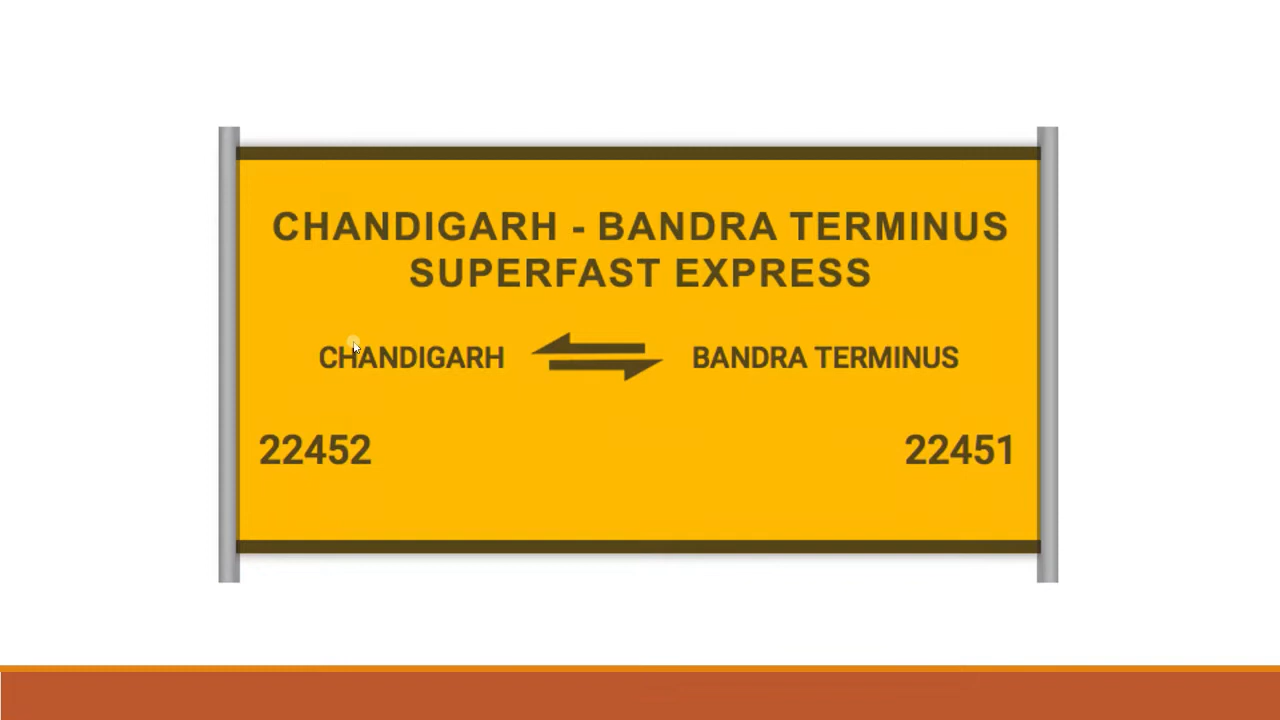 CHANDIGARH - BANDRA TERMINUS
SUPERFAST EXPRESS
CHANDIGARH BANDRA TERMINUS
22452 22451